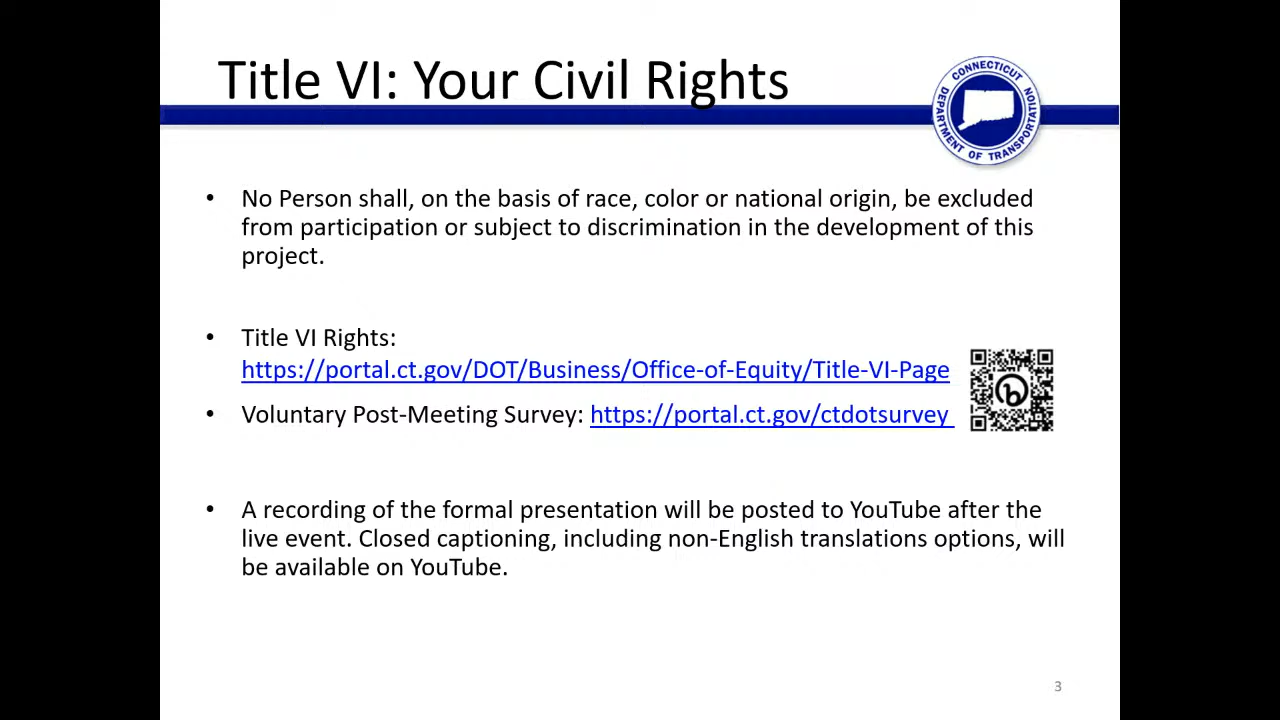 Title VI: Your Civil Rights
CONNECTICUT
DEPARTMENT OF TRANSPORTATION
• No Person shall, on the basis of race, color or national origin, be excluded
from participation or subject to discrimination in the development of this
project.
• Title VI Rights:
https://portal.ct.gov/DOT/Business/Office-of-Equity/Title-VI-Page
• Voluntary Post-Meeting Survey: https://portal.ct.gov/ctdotsurvey
• A recording of the formal presentation will be posted to YouTube after the
live event. Closed captioning, including non-English translations options, will
be available on YouTube.
3